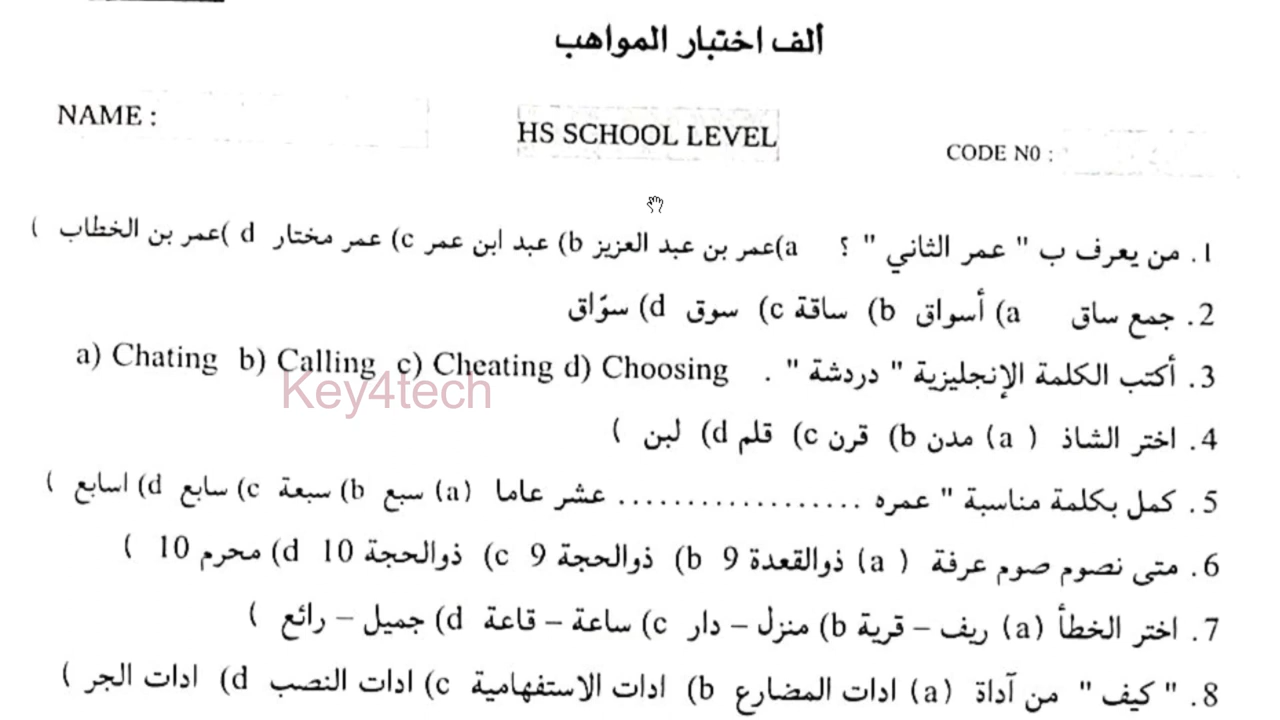 ألف اختبار المواهب
NAME :
HS SCHOOL LEVEL
CODE N0 :
1. من يعرف ب " عمر الثاني " ؟ a)عمر بن عبد العزيز b) عبد ابن عمر c) عمر مختار d )عمر بن الخطاب )
2. جمع ساق a) أسواق b) ساقة c) سوق d) سوّاق
3. أكتب الكلمة الإنجليزية " دردشة " . a) Chating b) Calling c) Cheating d) Choosing
4. اختر الشاذ ( a) مدن b) قرن c) قلم d) لبن )
5. كمل بكلمة مناسبة " عمره .................. عشر عاما (a) سبع b) سبعة c) سابع d) اسابع )
6. متى نصوم صوم عرفة ( a) ذوالقعدة 9 b) ذوالحجة 9 c) ذوالحجة 10 d) محرم 10 )
7. اختر الخطأ (a) ريف – قرية b) منزل – دار c) ساعة – قاعة d) جميل – رائع )
8. " كيف " من آداة (a) ادات المضارع b) ادات الاستفهامية c) ادات النصب d) ادات الجر )
Key4tech